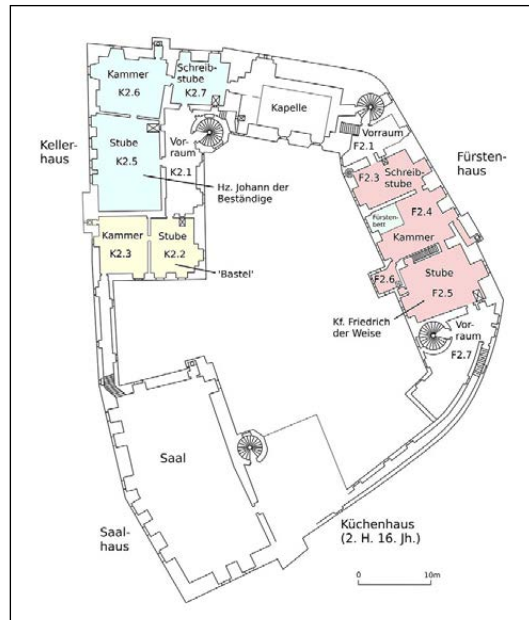 Kammer
K2.6
Schreib-
stube
K2.7
Kapelle
Keller-
haus
Stube
K2.5
Vor-
raum
K2.1
Vorraum
F2.1
Fürsten-
haus
F2.3
Schreib-
stube
Hz. Johann der
Beständige
Fürsten-
bett
F2.4
Kammer
Kammer
K2.3
Stube
K2.2
'Bastel'
F2.6
Stube
F2.5
Kf. Friedrich
der Weise
Vor-
raum
F2.7
Saal
Saal-
haus
Küchenhaus
(2. H. 16. Jh.)
0 10m